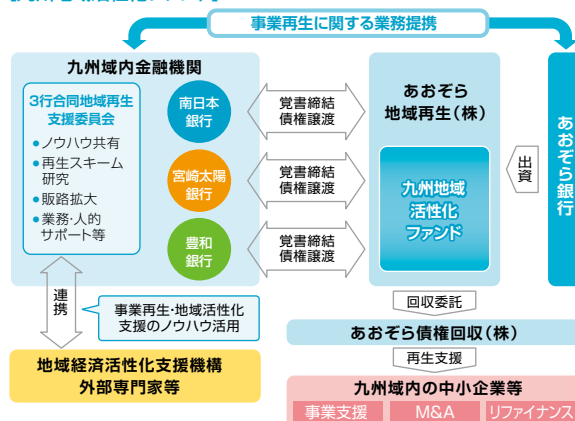 事業再生に関する業務提携
九州域内金融機関
3行合同地域再生
支援委員会
●ノウハウ共有
●再生スキーム
研究
●販路拡大
●業務・人的
サポート等
南日本
銀行
宮崎太陽
銀行
豊和
銀行
覚書締結
債権譲渡
覚書締結
債権譲渡
覚書締結
債権譲渡
あおぞら
地域再生(株)
九州地域
活性化
ファンド
出資
あおぞら銀行
連携
事業再生・地域活性化
支援のノウハウ活用
地域経済活性化支援機構
外部専門家等
回収委託
あおぞら債権回収(株)
再生支援
九州域内の中小企業等
事業支援
M&A
リファイナンス